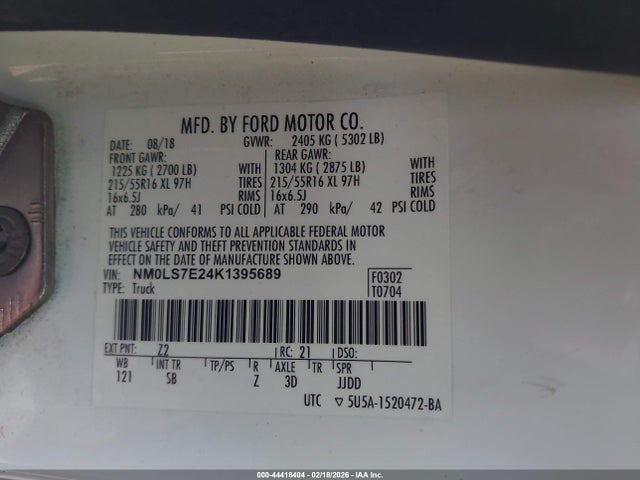 MFD. BY FORD MOTOR CO.
DATE: 08/18 GVWR: 2405 KG ( 5302 LB)
FRONT GAWR: REAR GAWR:
1225 KG ( 2700 LB) WITH 1304 KG ( 2875 LB) WITH
215/55R16 XL 97H TIRES 215/55R16 XL 97H TIRES
16x6.5J RIMS 16x6.5J RIMS
AT 280 kPa/ 41 PSI COLD AT 290 kPa/ 42 PSI COLD
THIS VEHICLE CONFORMS TO ALL APPLICABLE FEDERAL MOTOR
VEHICLE SAFETY AND THEFT PREVENTION STANDARDS IN
EFFECT ON THE DATE OF MANUFACTURE SHOWN ABOVE.
VIN: NM0LS7E24K1395689 F0302
TYPE: Truck T0704
EXT PNT: Z2 RC: 21 DSO:
WB INT TR TP/PS R AXLE TR SPR
121 SB Z 3D JJDD
UTC ▽ 5U5A-1520472-BA
000-44418404 - 02/18/2026 - IAA Inc.